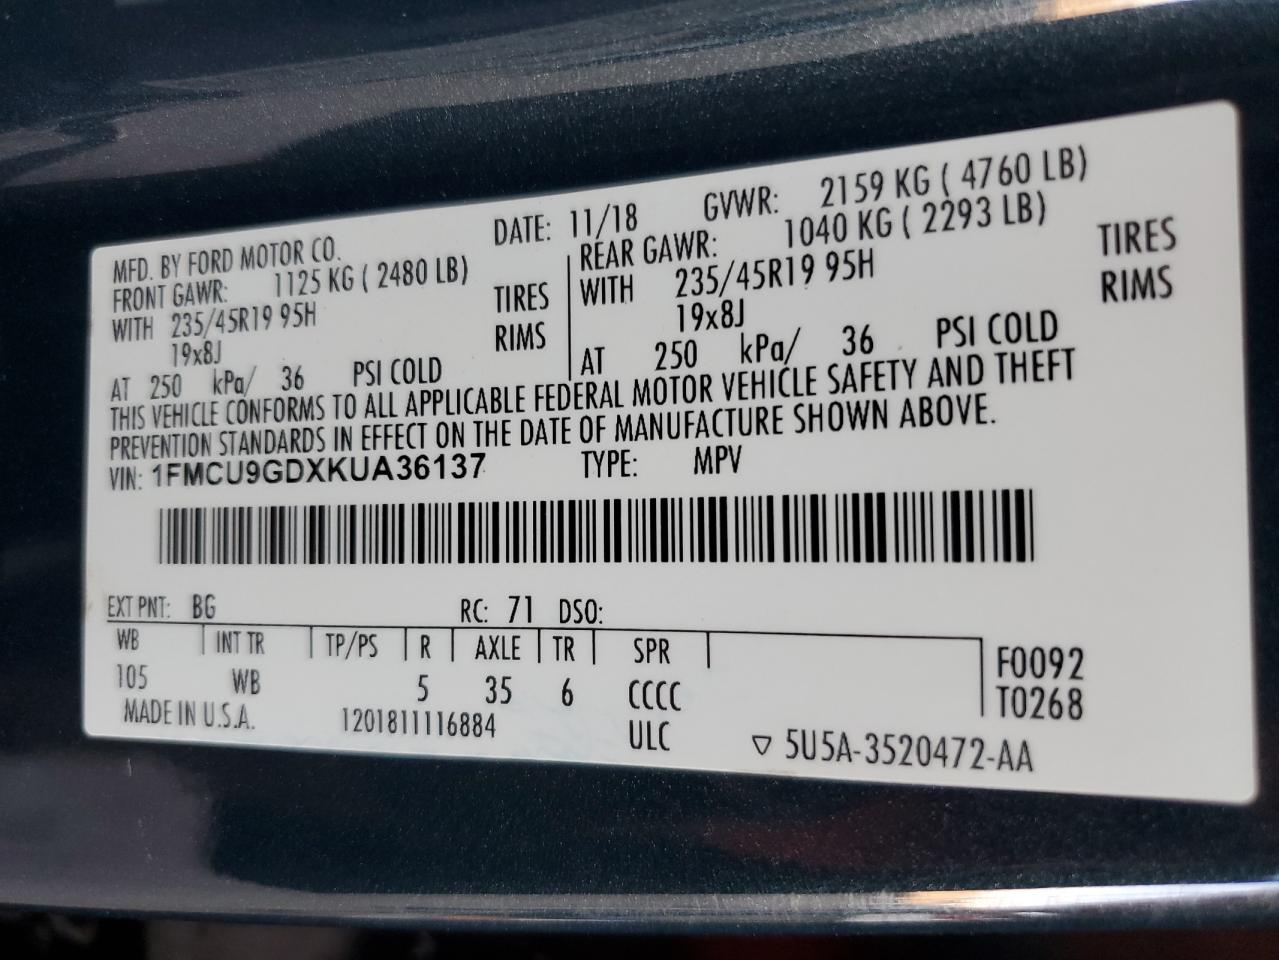 MFD. BY FORD MOTOR CO. DATE: 11/18 GVWR: 2159 KG ( 4760 LB)
FRONT GAWR: 1125 KG ( 2480 LB) REAR GAWR: 1040 KG ( 2293 LB)
WITH 235/45R19 95H TIRES WITH 235/45R19 95H TIRES
19x8J RIMS 19x8J RIMS
AT 250 kPa/ 36 PSI COLD AT 250 kPa/ 36 PSI COLD
THIS VEHICLE CONFORMS TO ALL APPLICABLE FEDERAL MOTOR VEHICLE SAFETY AND THEFT
PREVENTION STANDARDS IN EFFECT ON THE DATE OF MANUFACTURE SHOWN ABOVE.
VIN: 1FMCU9GDXKUA36137 TYPE: MPV
EXT PNT: BG RC: 71 DSO:
WB INT TR TP/PS R AXLE TR SPR F0092
105 WB 5 35 6 CCCC T0268
MADE IN U.S.A. 1201811116884 ULC ▽ 5U5A-3520472-AA